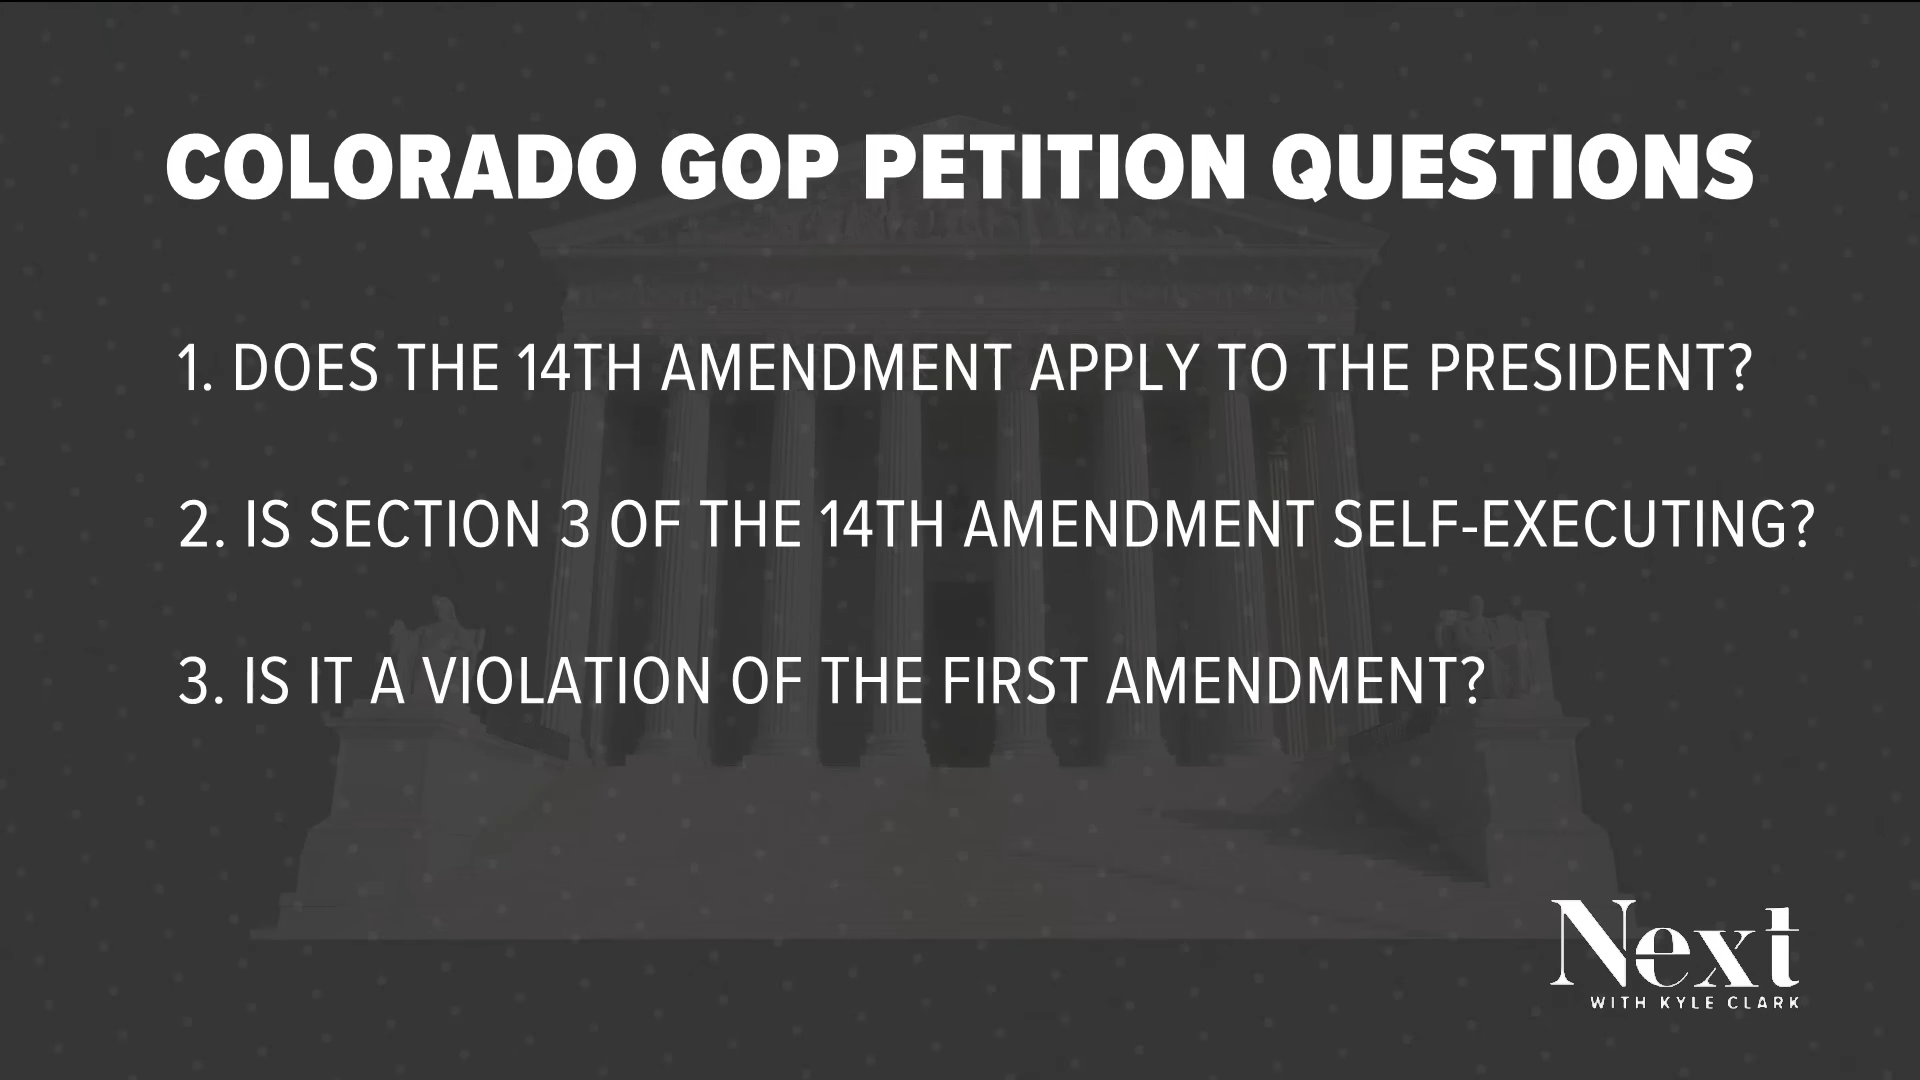 COLORADO GOP PETITION QUESTIONS
1. DOES THE 14TH AMENDMENT APPLY TO THE PRESIDENT?
2. IS SECTION 3 OF THE 14TH AMENDMENT SELF-EXECUTING?
3. IS IT A VIOLATION OF THE FIRST AMENDMENT?
Next
WITH KYLE CLARK